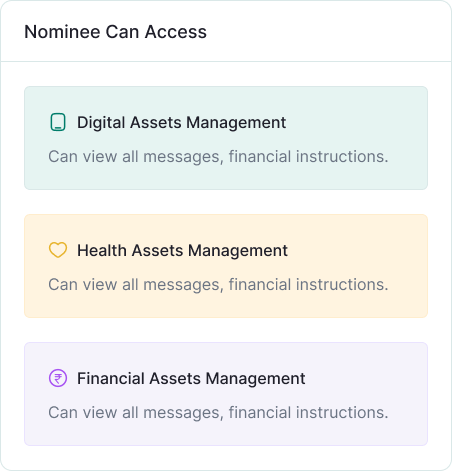 Nominee Can Access
Digital Assets Management
Can view all messages, financial instructions.
Health Assets Management
Can view all messages, financial instructions.
Financial Assets Management
Can view all messages, financial instructions.